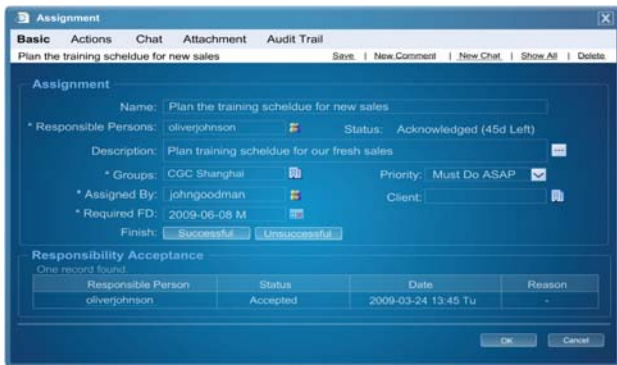 Assignment
Basic Actions Chat Attachment Audit Trail
Plan the training scheldue for new sales Save | New Comment | New Chat | Show All | Delete
Assignment
Name: Plan the training scheldue for new sales
* Responsible Persons: oliverjohnson Status: Acknowledged (45d Left)
Description: Plan training scheldue for our fresh sales
* Groups: CGC Shanghai Priority: Must Do ASAP
* Assigned By: johngoodman Client:
* Required FD: 2009-06-08 M
Finish: Successful Unsuccessful
Responsibility Acceptance
One record found.
Responsible Person Status Date Reason
oliverjohnson Accepted 2009-03-24 13:45 Tu -
OK Cancel